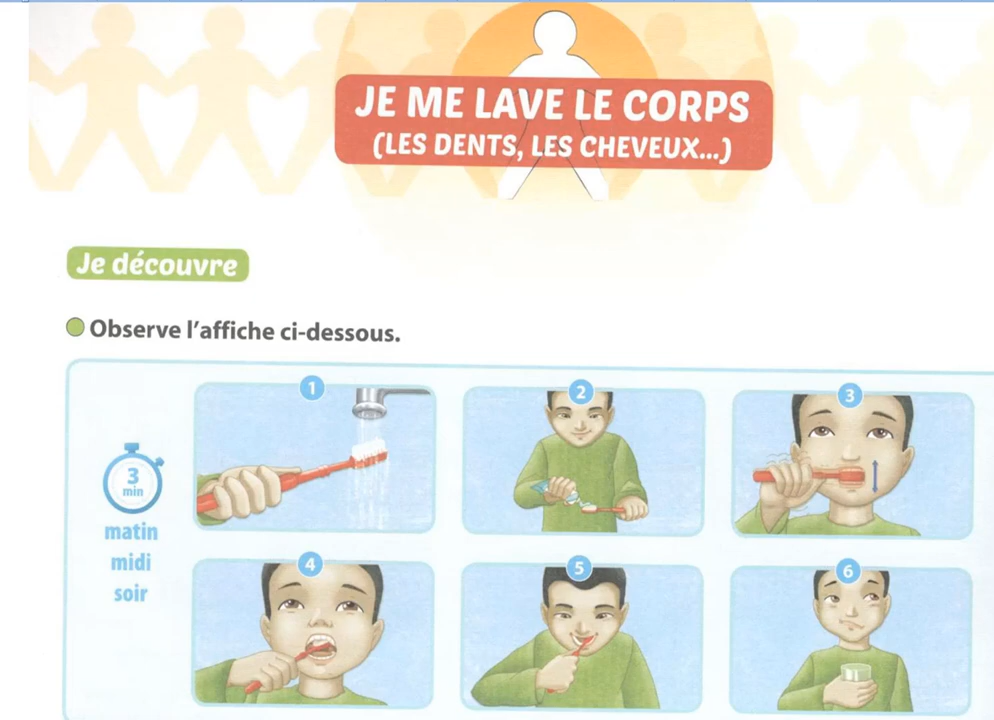 JE ME LAVE LE CORPS
(LES DENTS, LES CHEVEUX...)
Je découvre
Observe l'affiche ci-dessous.
1
2
3
3
min
matin
midi
soir
4
5
6